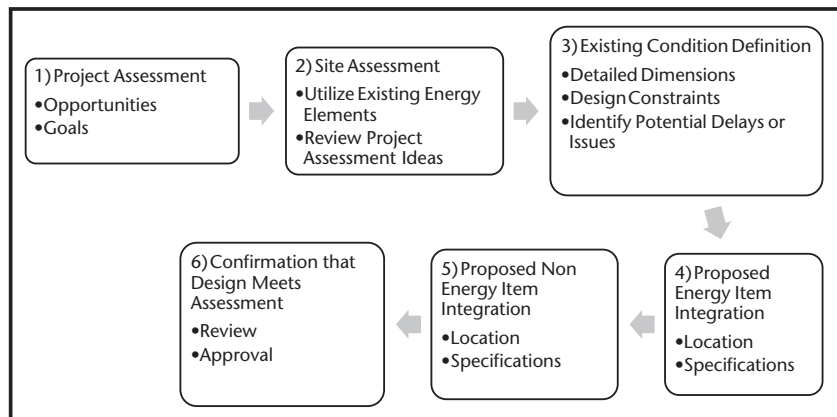 1) Project Assessment
•Opportunities
•Goals
2) Site Assessment
•Utilize Existing Energy
Elements
•Review Project
Assessment Ideas
3) Existing Condition Definition
•Detailed Dimensions
•Design Constraints
•Identify Potential Delays or
Issues
4) Proposed
Energy Item
Integration
•Location
•Specifications
5) Proposed Non
Energy Item
Integration
•Location
•Specifications
6) Confirmation that
Design Meets
Assessment
•Review
•Approval